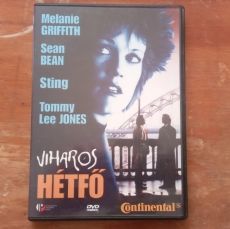 Melanie
GRIFFITH
Sean
BEAN
Sting
Tommy
Lee JONES
VIHAROS
HÉTFŐ
DVD
Continental